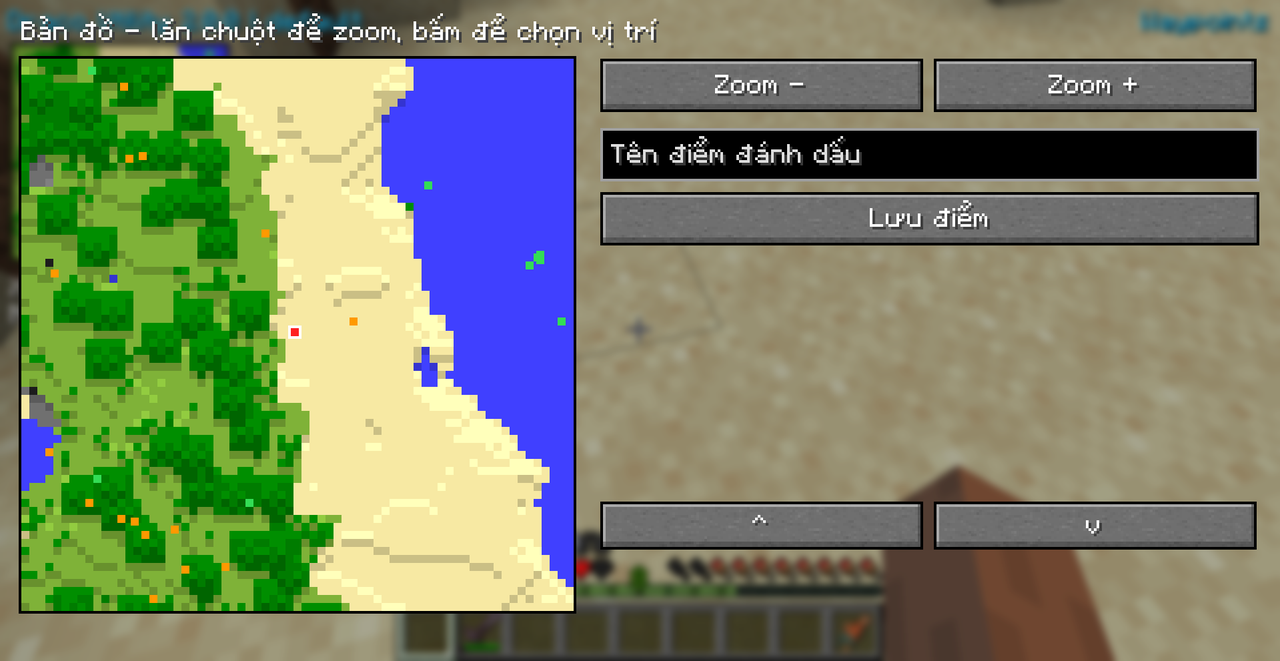 Bản đồ - lăn chuột để zoom, bấm để chọn vị trí
Zoom -
Zoom +
Tên điểm đánh dấu
Lưu điểm
^
v
Waypoints